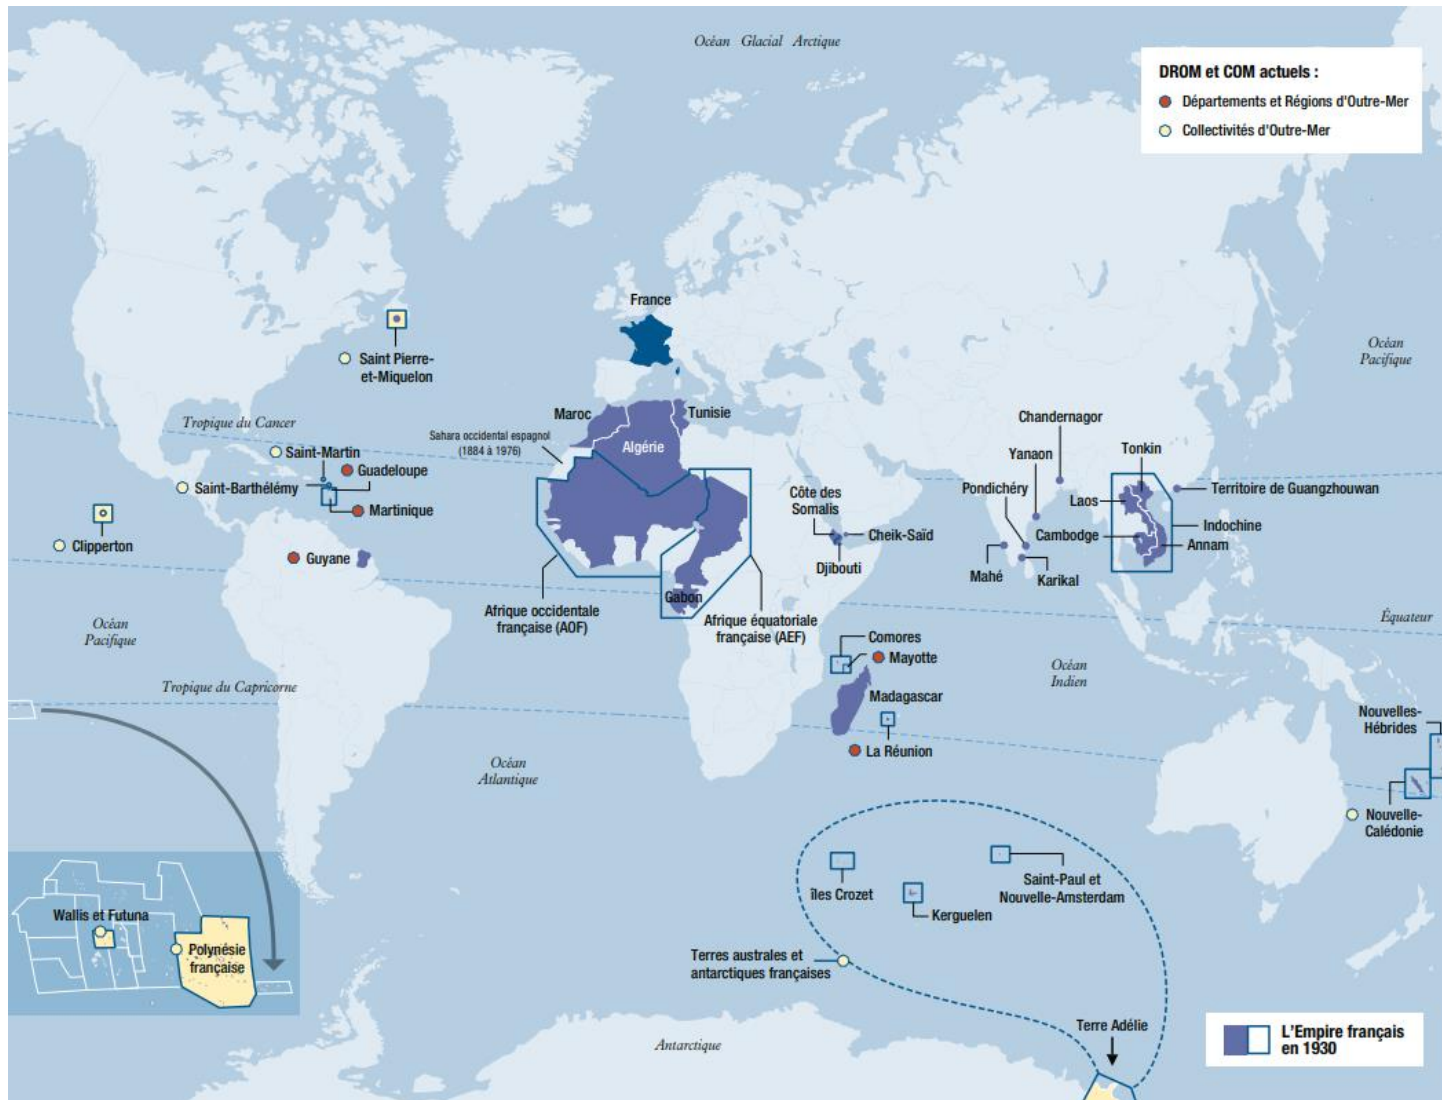 Océan Glacial Arctique
DROM et COM actuels :
Départements et Régions d'Outre-Mer
Collectivités d'Outre-Mer
France
Saint Pierre-
et-Miquelon
Océan
Pacifique
Tropique du Cancer
Maroc
Tunisie
Algérie
Sahara occidental espagnol
(1884 à 1976)
Saint-Martin
Guadeloupe
Saint-Barthélémy
Martinique
Clipperton
Guyane
Chandernagor
Yanaon
Pondichéry
Tonkin
Laos
Territoire de Guangzhouwan
Indochine
Cambodge
Annam
Côte des
Somalis
Cheik-Saïd
Djibouti
Mahé
Karikal
Gabon
Afrique occidentale
française (AOF)
Afrique équatoriale
française (AEF)
Océan
Pacifique
Équateur
Comores
Mayotte
Océan
Indien
Tropique du Capricorne
Madagascar
La Réunion
Nouvelles-
Hébrides
Océan
Atlantique
Nouvelle-
Calédonie
îles Crozet
Kerguelen
Saint-Paul et
Nouvelle-Amsterdam
Wallis et Futuna
Polynésie
française
Terres australes et
antarctiques françaises
Terre Adélie
Antarctique
L'Empire français
en 1930